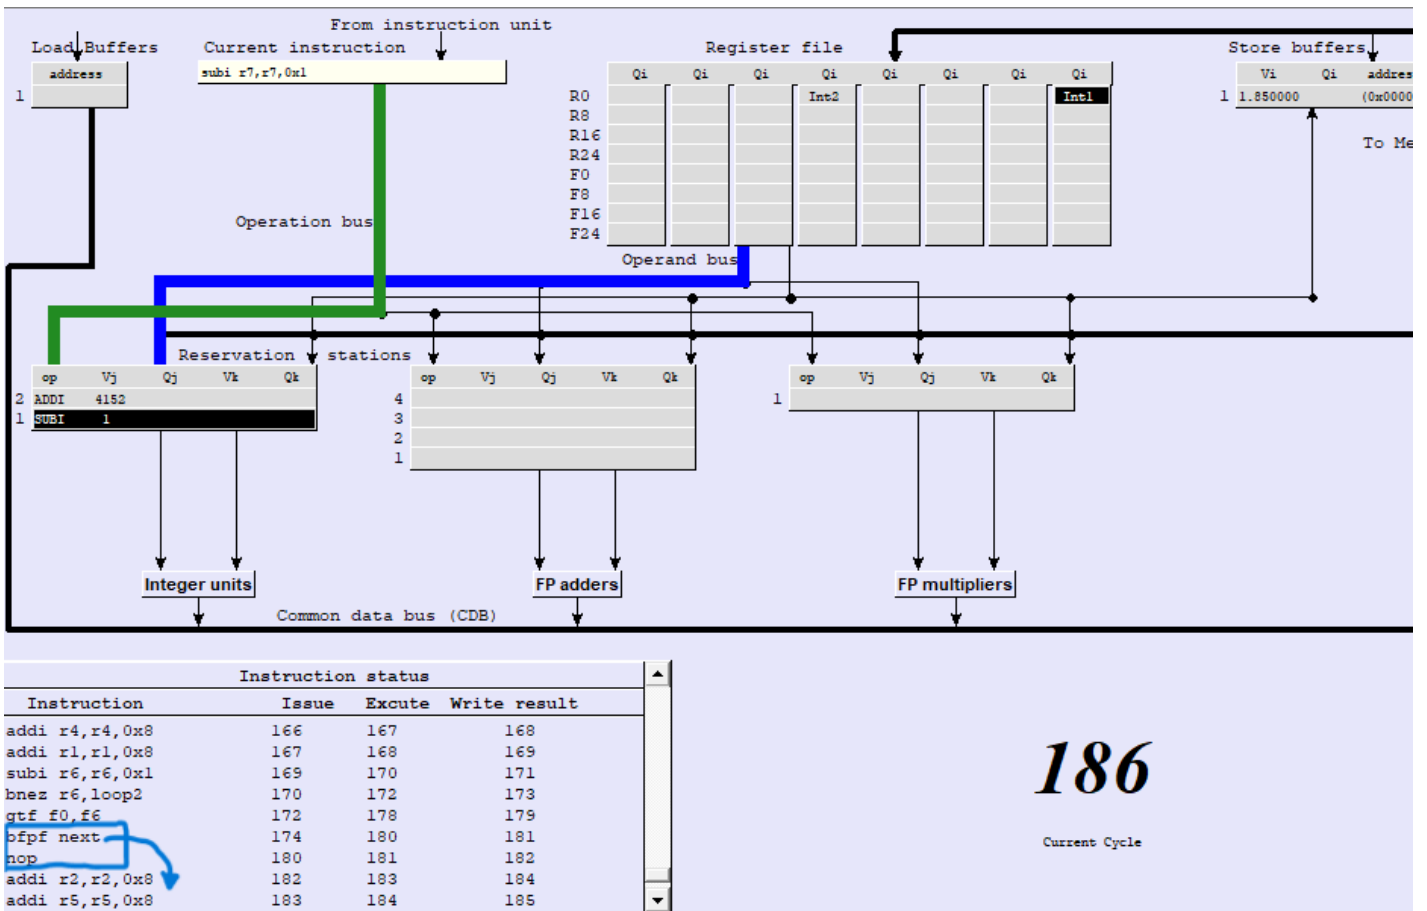 From instruction unit
Load Buffers Current instruction Register file Store buffers
address
subi r7,r7,0x1
Qi Qi Qi Qi Qi Qi Qi Qi
Vi Qi addres
1
R0 Int2 Int1
1 1.850000 (0x0000
R8
R16
R24
F0
F8
F16
F24
To Me
Operation bus
Operand bus
Reservation stations
op Vj Qj Vk Qk
op Vj Qj Vk Qk
op Vj Qj Vk Qk
2 ADDI 4152
1 SUBI 1
4
3
2
1
1
Integer units
FP adders
FP multipliers
Common data bus (CDB)
Instruction status
Instruction Issue Excute Write result
addi r4,r4,0x8 166 167 168
addi r1,r1,0x8 167 168 169
subi r6,r6,0x1 169 170 171
bnez r6,loop2 170 172 173
gtf f0,f6 172 178 179
bfpf next 174 180 181
nop 180 181 182
addi r2,r2,0x8 182 183 184
addi r5,r5,0x8 183 184 185
186
Current Cycle